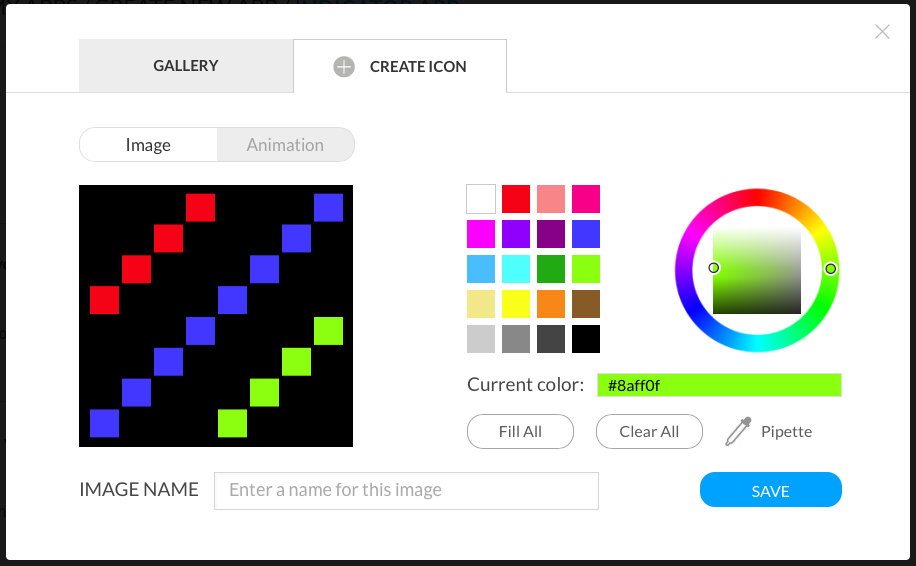 GALLERY
CREATE ICON
Image
Animation
Current color:
#8aff0f
Fill All
Clear All
Pipette
IMAGE NAME
Enter a name for this image
SAVE